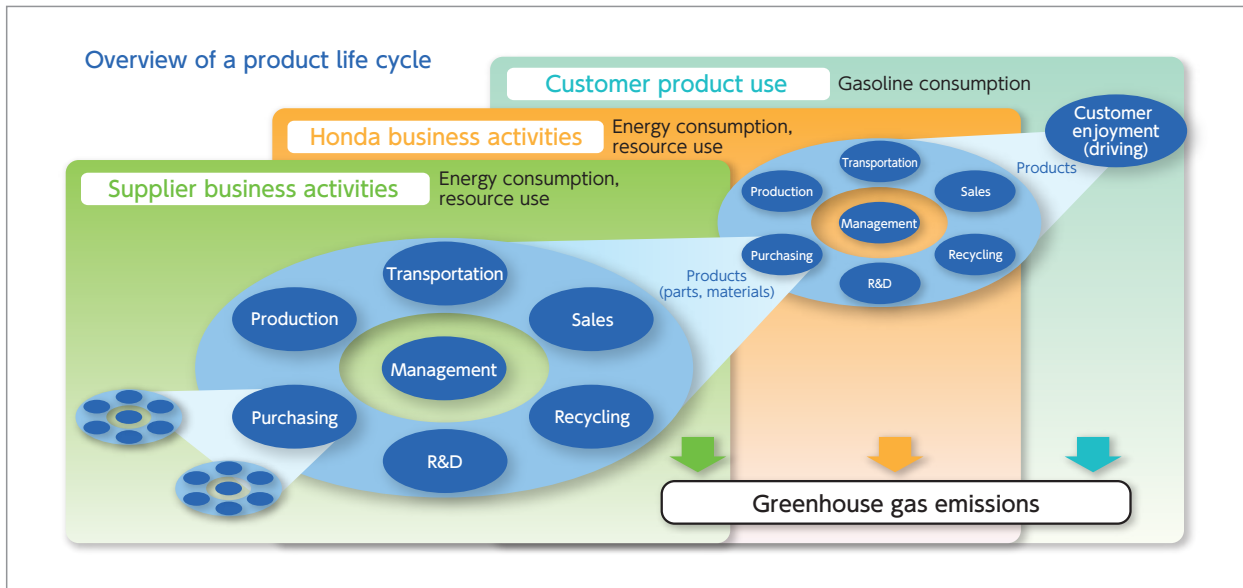 Overview of a product life cycle
Customer product use
Gasoline consumption
Honda business activities
Energy consumption,
resource use
Supplier business activities
Energy consumption,
resource use
Customer
enjoyment
(driving)
Products
Transportation
Production
Sales
Management
Purchasing
Recycling
R&D
Products
(parts, materials)
Transportation
Production
Sales
Management
Purchasing
Recycling
R&D
Greenhouse gas emissions